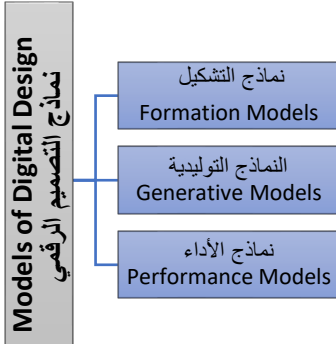 Models of Digital Design
نماذج التصميم الرقمي
نماذج التشكيل
Formation Models
النماذج التوليدية
Generative Models
نماذج الأداء
Performance Models